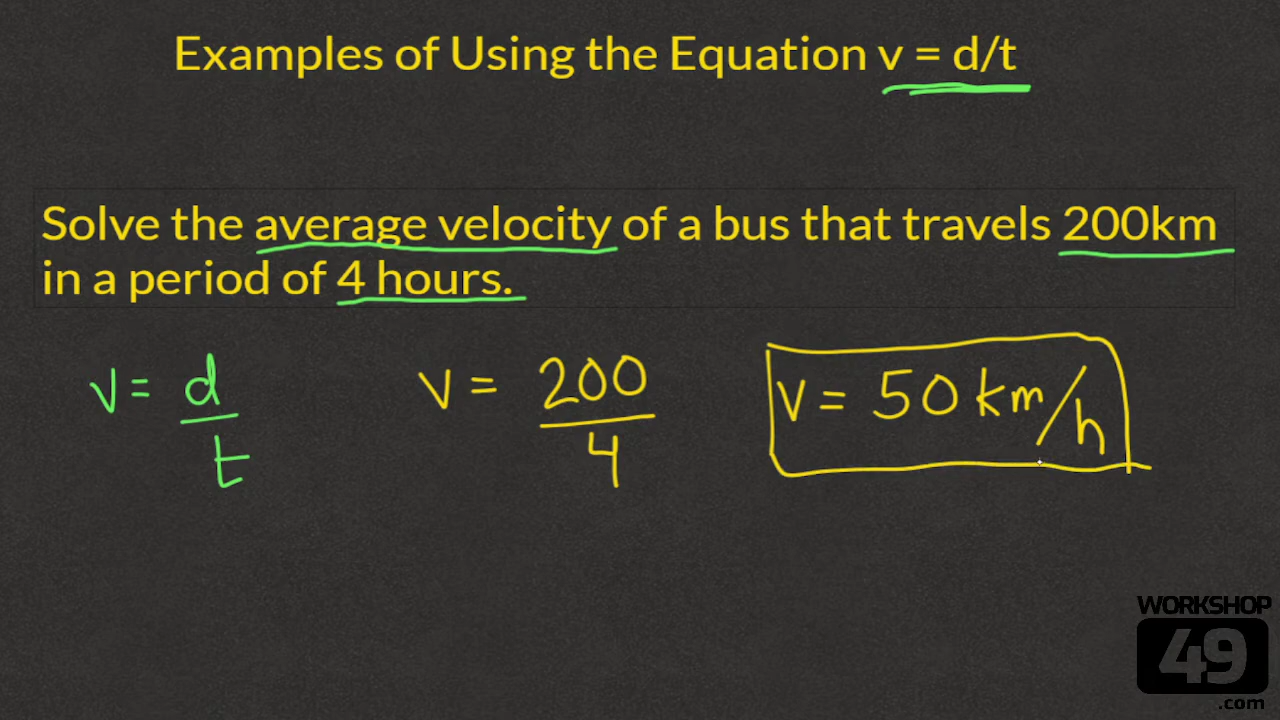 Examples of Using the Equation v = d/t
Solve the average velocity of a bus that travels 200km
in a period of 4 hours.
v = d/t
v = 200/4
v = 50 km/h
WORKSHOP
49
.com